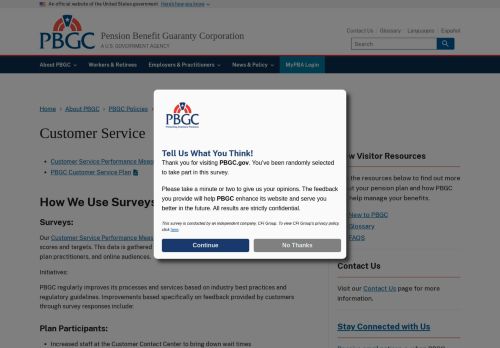 An official website of the United States government Here's how you know
PBGC
Pension Benefit Guaranty Corporation
A U.S. GOVERNMENT AGENCY
Contact Us Glossary Languages Español
Search
About PBGC Workers & Retirees Employers & Practitioners News & Policy MyPBA Login
Home About PBGC PBGC Policies
Customer Service
Customer Service Performance Meas
PBGC Customer Service Plan
How We Use Surveys
Surveys:
Our Customer Service Performance Meas
scores and targets. This data is gathered
plan practitioners, and online audiences.
Initiatives:
PBGC regularly improves its processes and services based on industry best practices and
regulatory guidelines. Improvements based specifically on feedback provided by customers
through survey responses include:
Plan Participants:
Increased staff at the Customer Contact Center to bring down wait times
PBGC
Protecting America's Pensions
Tell Us What You Think!
Thank you for visiting PBGC.gov. You've been randomly selected
to take part in this survey.
Please take a minute or two to give us your opinions. The feedback
you provide will help PBGC enhance its website and serve you
better in the future. All results are strictly confidential.
This survey is conducted by an independent company, CFI Group. To view CFI Group's privacy policy
click here.
Continue No Thanks
w Visitor Resources
the resources below to find out more
out your pension plan and how PBGC
help manage your benefits.
New to PBGC
Glossary
FAQS
Contact Us
Visit our Contact Us page for more
information.
Stay Connected with Us